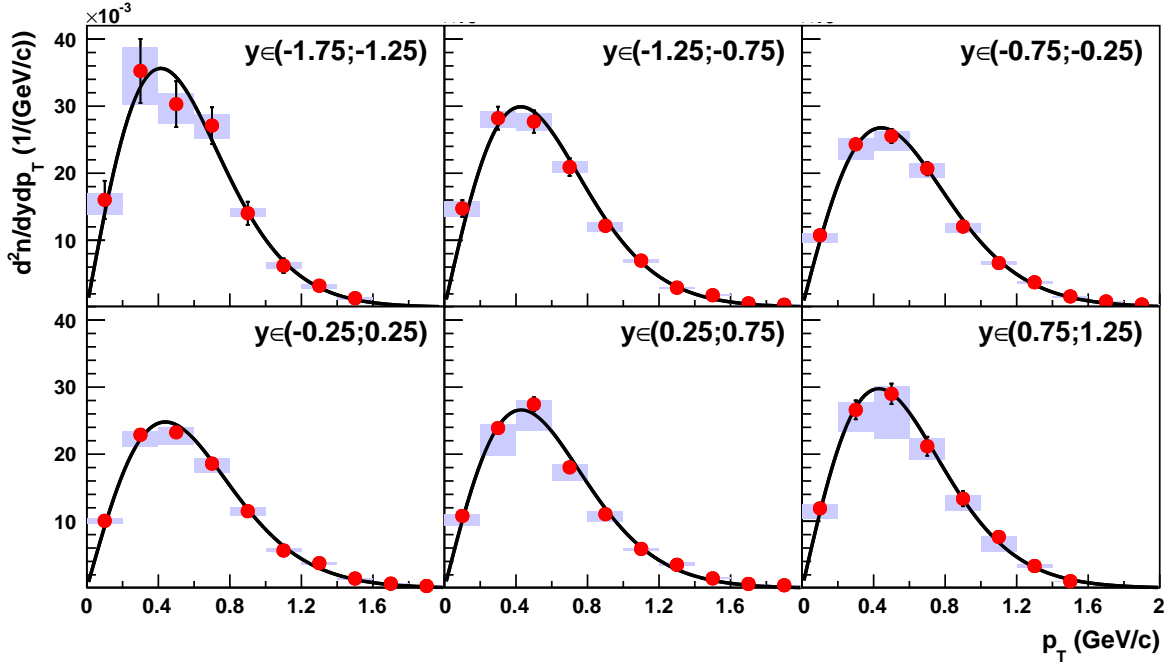 ×10⁻³
y∈(-1.75;-1.25)
y∈(-1.25;-0.75)
y∈(-0.75;-0.25)
40
30
20
10
d²n/dydp_T (1/(GeV/c))
y∈(-0.25;0.25)
y∈(0.25;0.75)
y∈(0.75;1.25)
40
30
20
10
0 0.4 0.8 1.2 1.6 0 0.4 0.8 1.2 1.6 0 0.4 0.8 1.2 1.6 2
p_T (GeV/c)